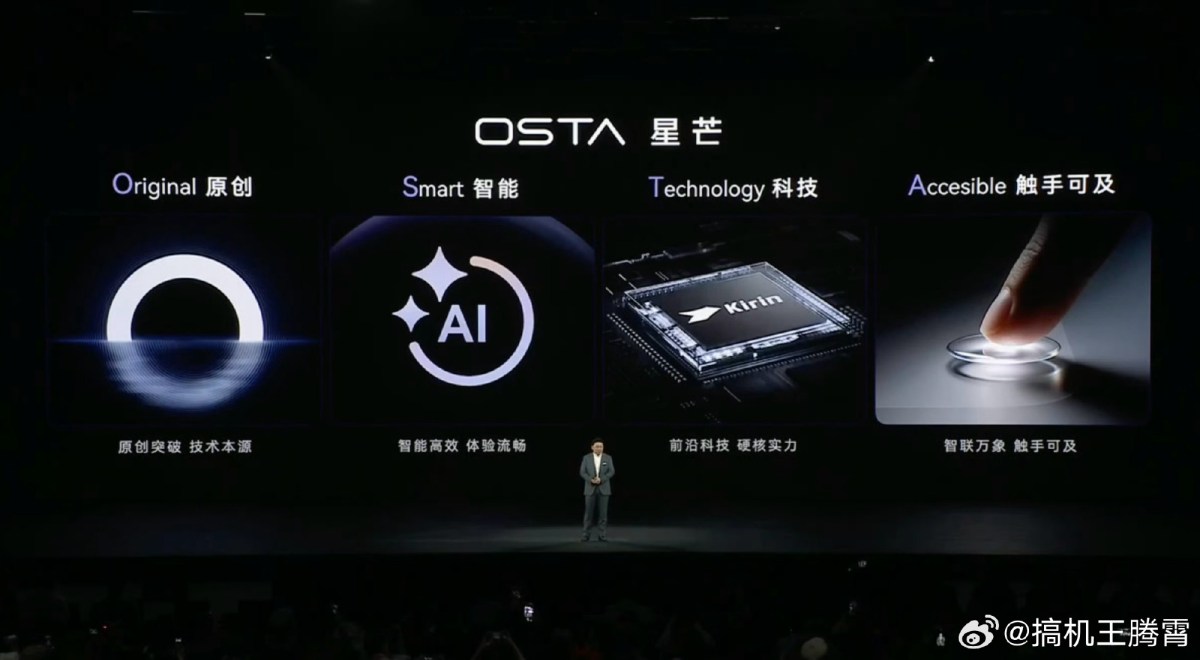 OSTA 星芒
Original 原创
Smart 智能
Technology 科技
Accesible 触手可及
AI
Kirin
原创突破 技术本源
智能高效 体验流畅
前沿科技 硬核实力
智联万象 触手可及
@搞机王腾霄